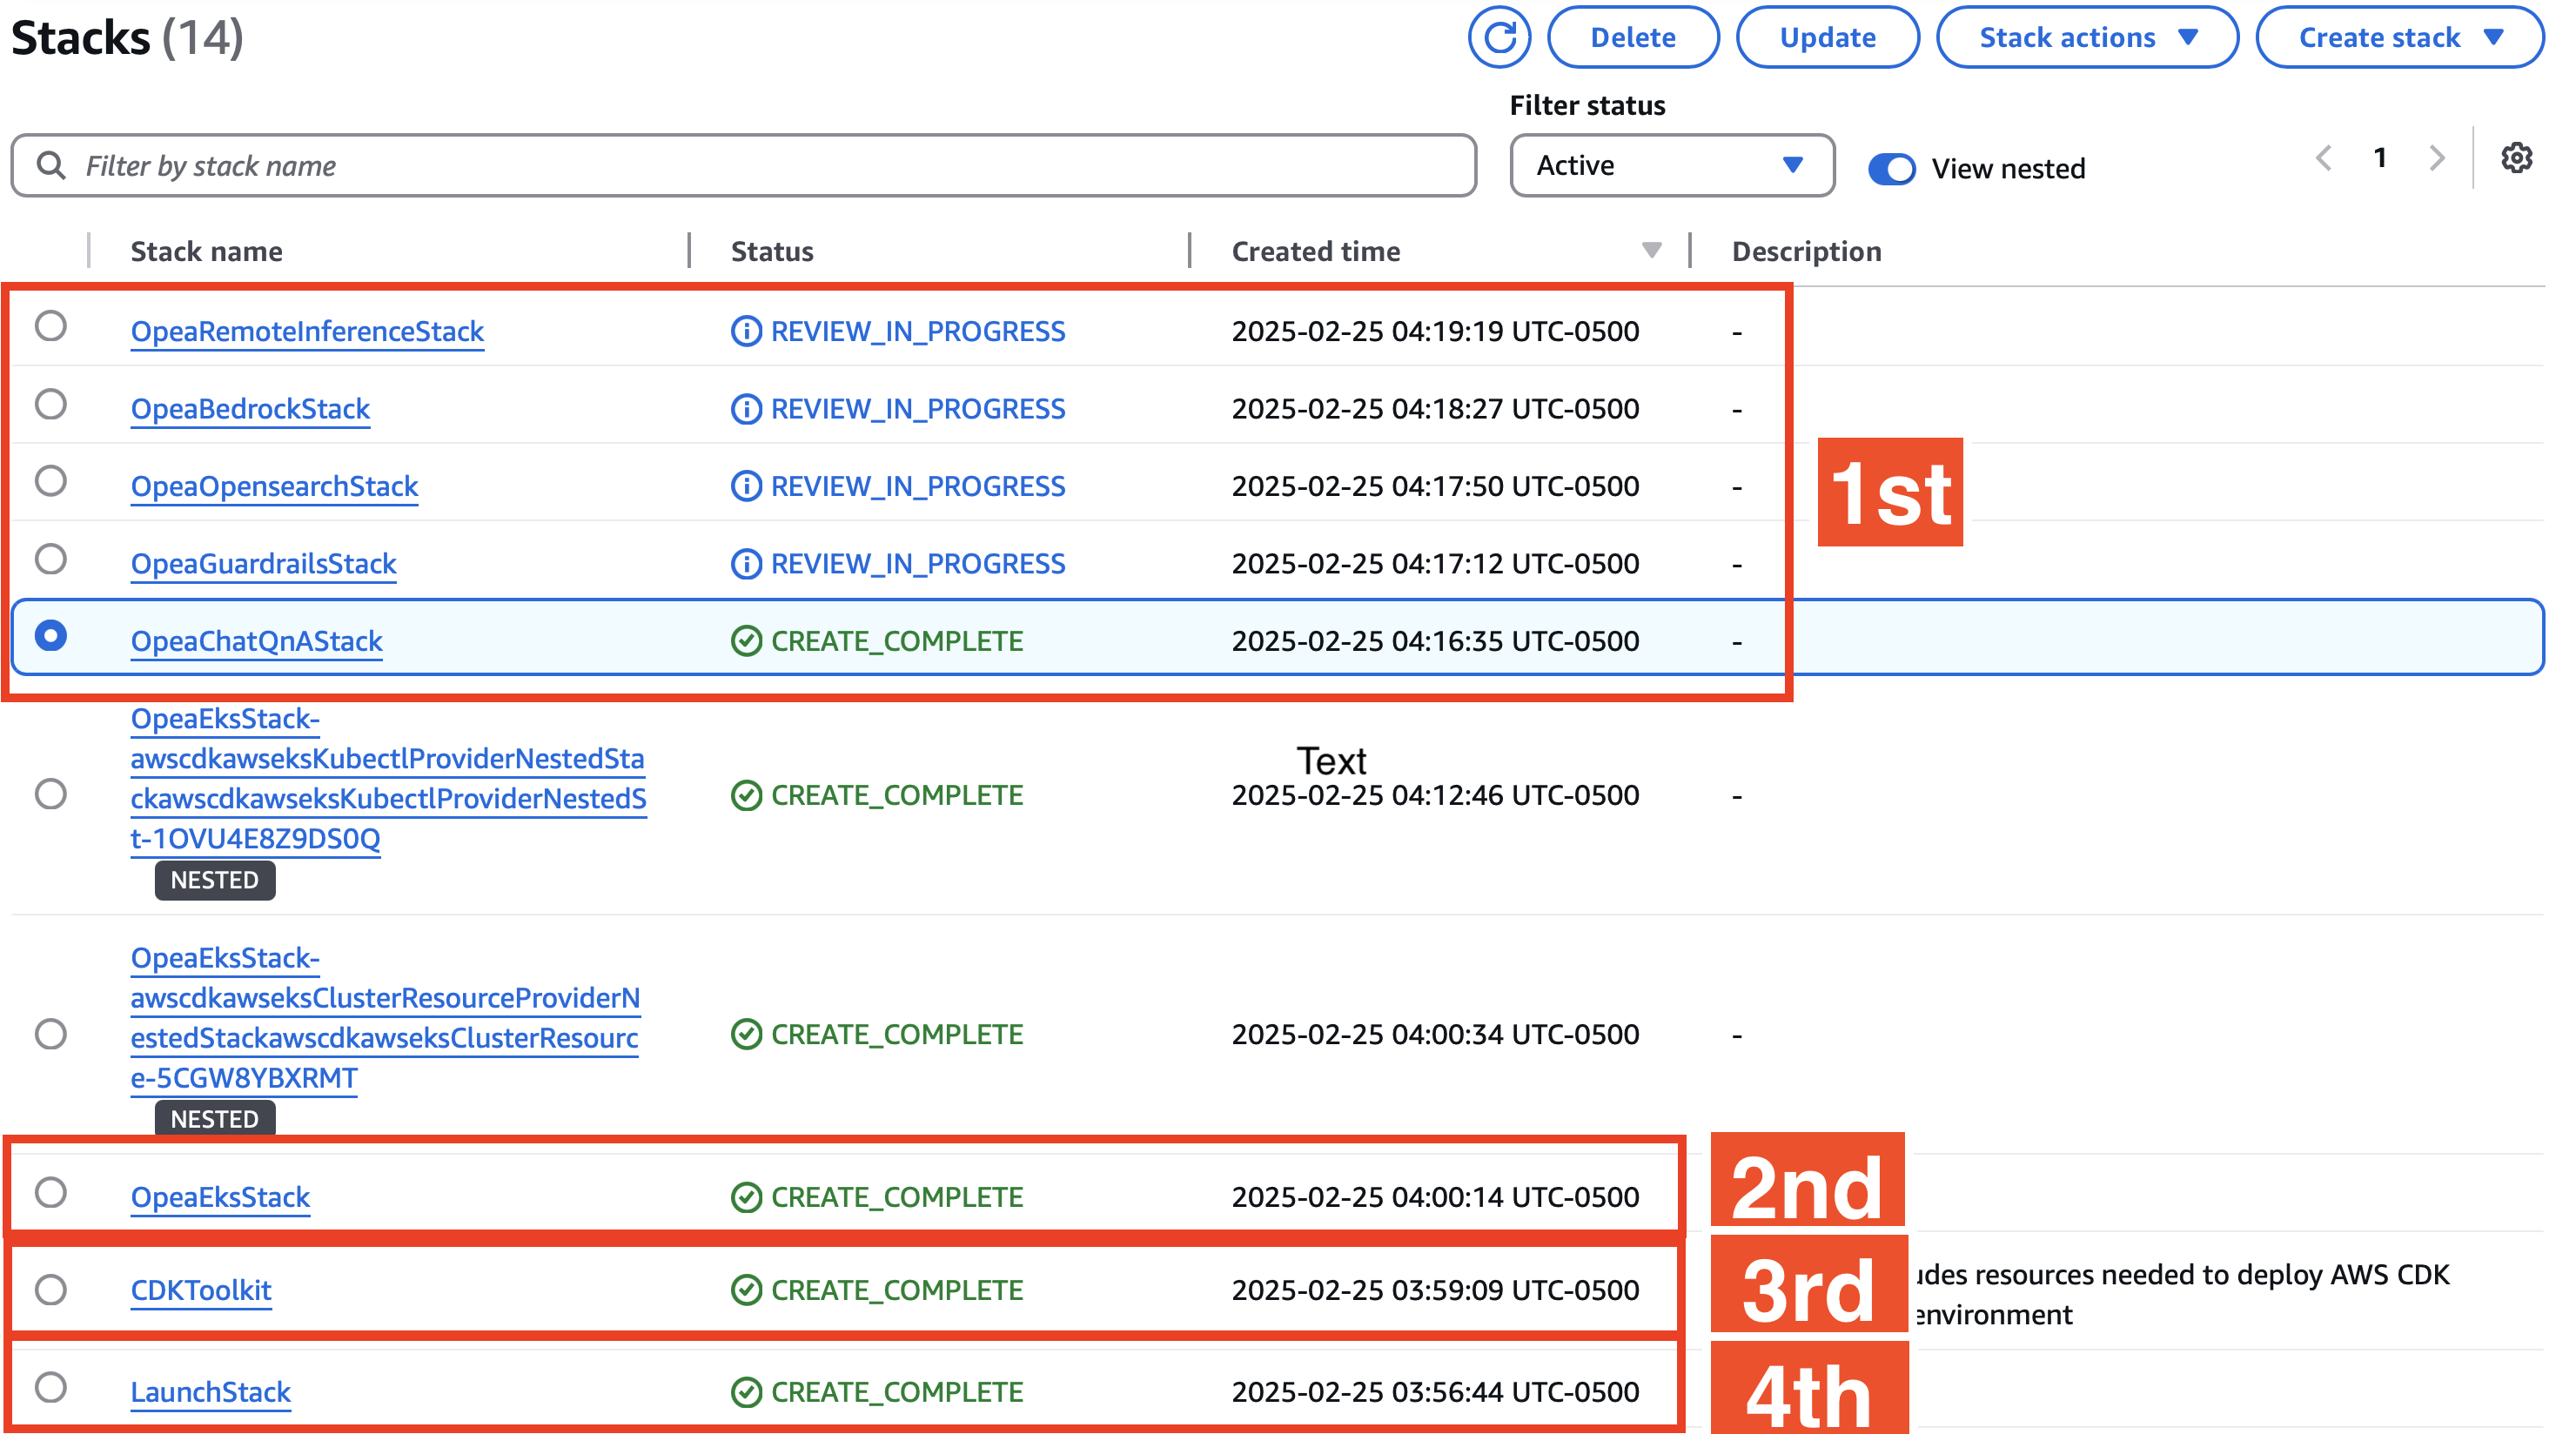 Stacks (14)
Delete
Update
Stack actions
Create stack
Filter status
Filter by stack name
Active
View nested
1
Stack name
Status
Created time
Description
OpeaRemoteInferenceStack REVIEW_IN_PROGRESS 2025-02-25 04:19:19 UTC-0500 -
OpeaBedrockStack REVIEW_IN_PROGRESS 2025-02-25 04:18:27 UTC-0500 -
OpeaOpensearchStack REVIEW_IN_PROGRESS 2025-02-25 04:17:50 UTC-0500 -
1st
OpeaGuardrailsStack REVIEW_IN_PROGRESS 2025-02-25 04:17:12 UTC-0500 -
OpeaChatQnAStack CREATE_COMPLETE 2025-02-25 04:16:35 UTC-0500 -
OpeaEksStack-
awscdkawseksKubectlProviderNestedSta
ckawscdkawseksKubectlProviderNestedS
t-1OVU4E8Z9DS0Q
NESTED
CREATE_COMPLETE
Text
2025-02-25 04:12:46 UTC-0500 -
OpeaEksStack-
awscdkawseksClusterResourceProviderN
estedStackawscdkawseksClusterResourc
e-5CGW8YBXRMT
NESTED
CREATE_COMPLETE 2025-02-25 04:00:34 UTC-0500 -
OpeaEksStack CREATE_COMPLETE 2025-02-25 04:00:14 UTC-0500
2nd
CDKToolkit CREATE_COMPLETE 2025-02-25 03:59:09 UTC-0500
3rd
udes resources needed to deploy AWS CDK
environment
LaunchStack CREATE_COMPLETE 2025-02-25 03:56:44 UTC-0500
4th